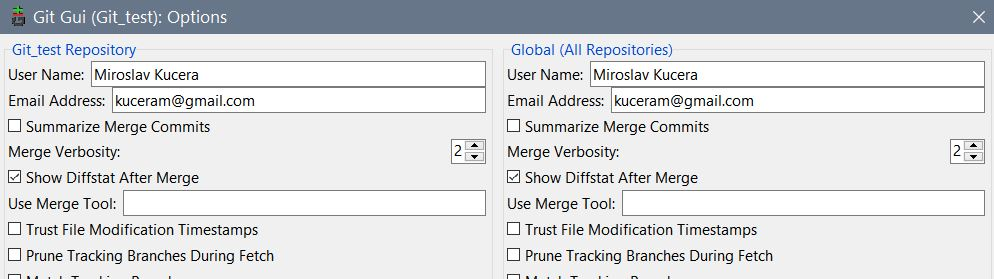 Git Gui (Git_test): Options
Git_test Repository
User Name: Miroslav Kucera
Email Address: kuceram@gmail.com
Summarize Merge Commits
Merge Verbosity: 2
Show Diffstat After Merge
Use Merge Tool:
Trust File Modification Timestamps
Prune Tracking Branches During Fetch
Global (All Repositories)
User Name: Miroslav Kucera
Email Address: kuceram@gmail.com
Summarize Merge Commits
Merge Verbosity: 2
Show Diffstat After Merge
Use Merge Tool:
Trust File Modification Timestamps
Prune Tracking Branches During Fetch